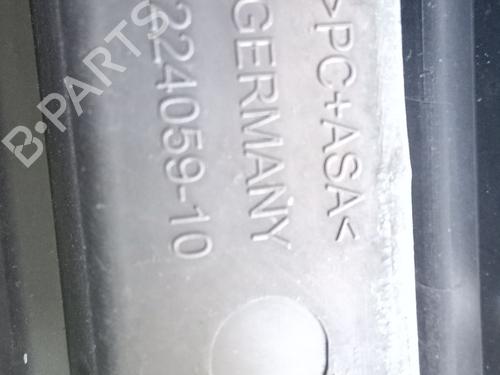 >PC+ASA<
GERMANY
224059-10
B-PARTS